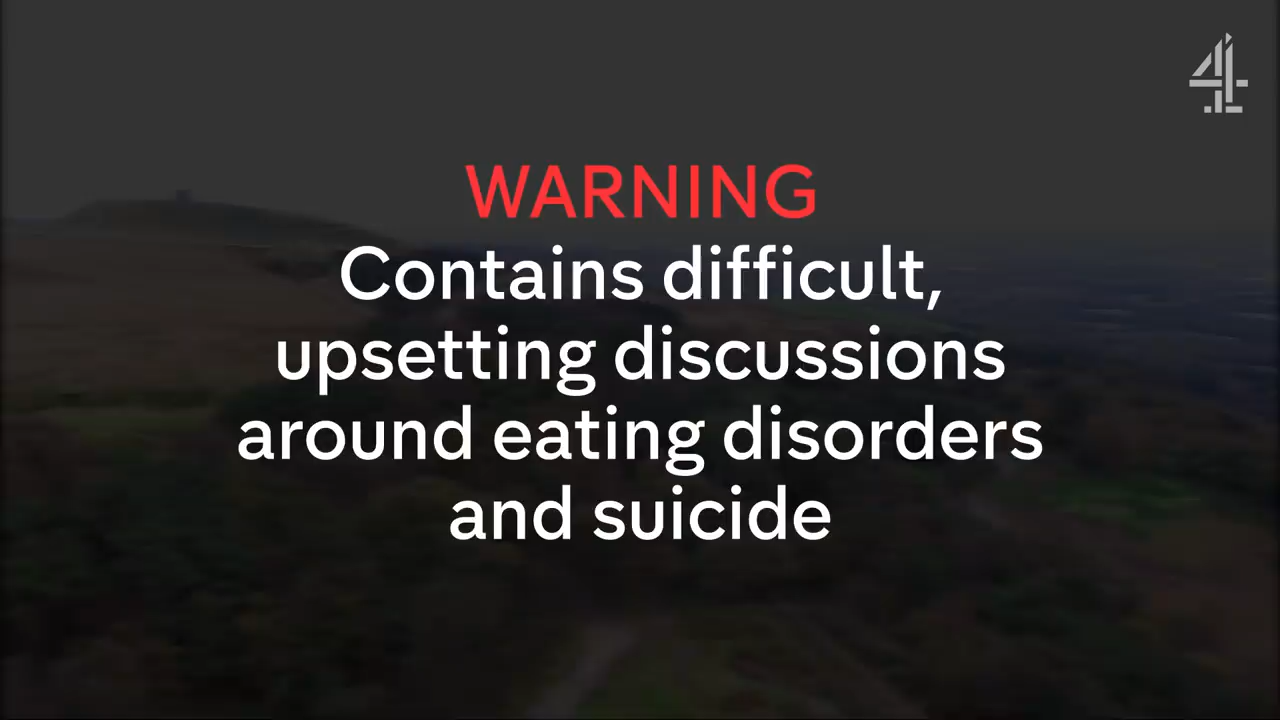 WARNING
Contains difficult,
upsetting discussions
around eating disorders
and suicide